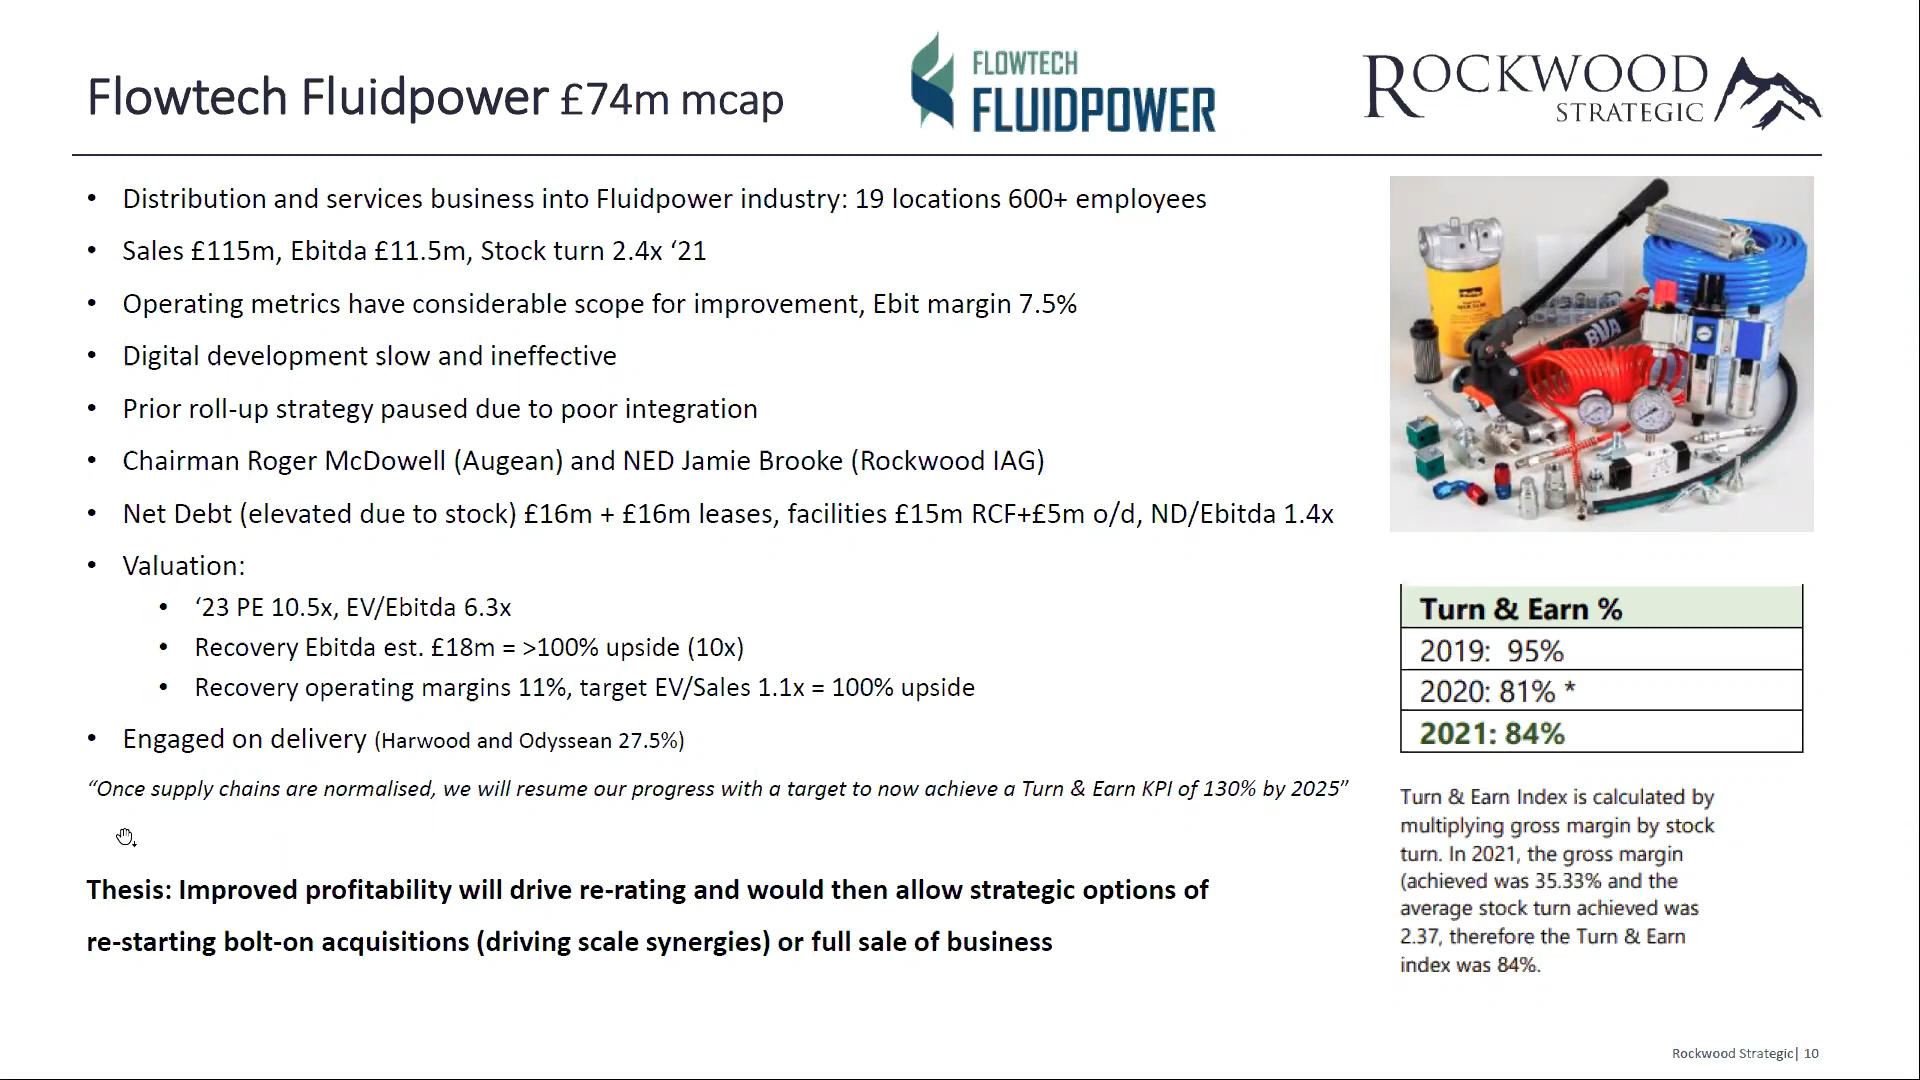 Flowtech Fluidpower £74m mcap
FLOWTECH
FLUIDPOWER
ROCKWOOD
STRATEGIC
• Distribution and services business into Fluidpower industry: 19 locations 600+ employees
• Sales £115m, Ebitda £11.5m, Stock turn 2.4x ‘21
• Operating metrics have considerable scope for improvement, Ebit margin 7.5%
• Digital development slow and ineffective
• Prior roll-up strategy paused due to poor integration
• Chairman Roger McDowell (Augean) and NED Jamie Brooke (Rockwood IAG)
• Net Debt (elevated due to stock) £16m + £16m leases, facilities £15m RCF+£5m o/d, ND/Ebitda 1.4x
• Valuation:
• ‘23 PE 10.5x, EV/Ebitda 6.3x
• Recovery Ebitda est. £18m = >100% upside (10x)
• Recovery operating margins 11%, target EV/Sales 1.1x = 100% upside
• Engaged on delivery (Harwood and Odyssean 27.5%)
“Once supply chains are normalised, we will resume our progress with a target to now achieve a Turn & Earn KPI of 130% by 2025”
Thesis: Improved profitability will drive re-rating and would then allow strategic options of
re-starting bolt-on acquisitions (driving scale synergies) or full sale of business
BVA
Turn & Earn %
2019: 95%
2020: 81% *
2021: 84%
Turn & Earn Index is calculated by
multiplying gross margin by stock
turn. In 2021, the gross margin
(achieved was 35.33% and the
average stock turn achieved was
2.37, therefore the Turn & Earn
index was 84%.
Rockwood Strategic| 10